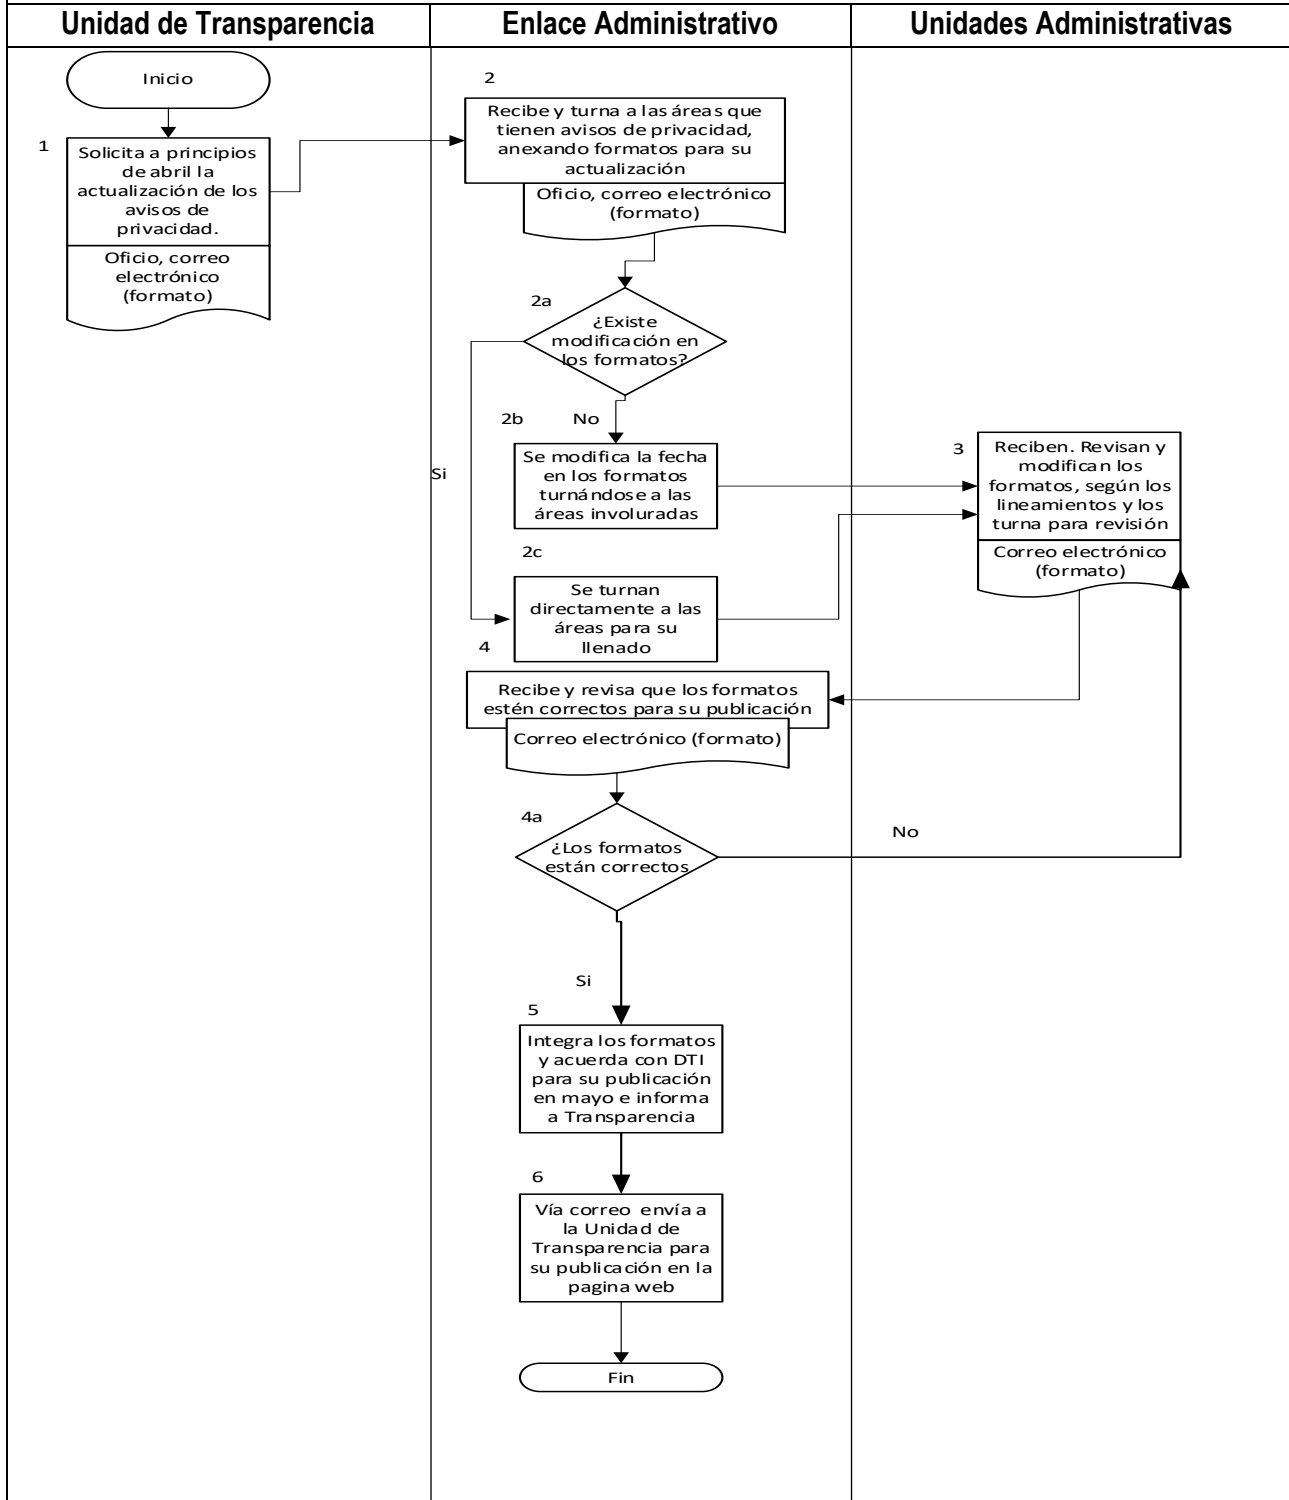 Unidad de Transparencia
Enlace Administrativo
Unidades Administrativas
Inicio
1
Solicita a principios
de abril la
actualización de los
avisos de
privacidad.
Oficio, correo
electrónico
(formato)
2
Recibe y turna a las áreas que
tienen avisos de privacidad,
anexando formatos para su
actualización
Oficio, correo electrónico
(formato)
2a
¿Existe
modificación en
los formatos?
2b
No
Se modifica la fecha
en los formatos
turnándose a las
áreas involuradas
Si
2c
Se turnan
directamente a las
áreas para su
llenado
3
Reciben. Revisan y
modifican los
formatos, según los
lineamientos y los
turna para revisión
Correo electrónico
(formato)
4
Recibe y revisa que los formatos
estén correctos para su publicación
Correo electrónico (formato)
4a
¿Los formatos
están correctos
No
Si
5
Integra los formatos
y acuerda con DTI
para su publicación
en mayo e informa
a Transparencia
6
Vía correo envía a
la Unidad de
Transparencia para
su publicación en la
pagina web
Fin